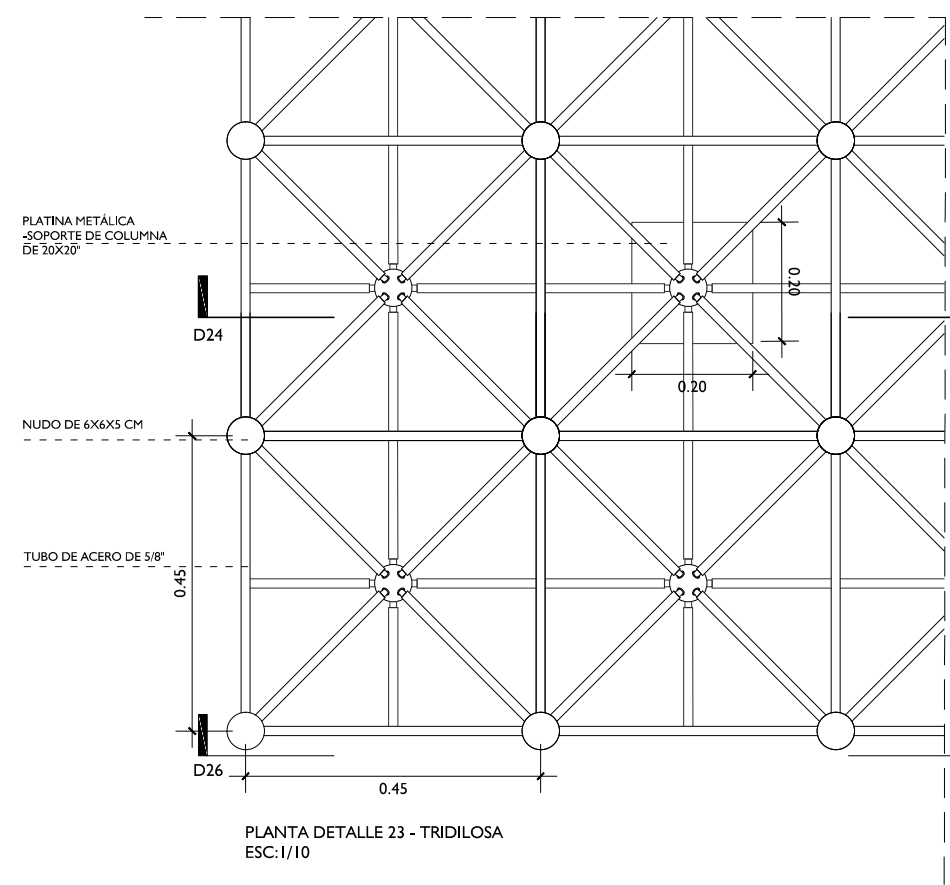 PLATINA METÁLICA
-SOPORTE DE COLUMNA
DE 20X20"
0.20
D24
0.20
NUDO DE 6X6X5 CM
TUBO DE ACERO DE 5/8"
0.45
D26
0.45
PLANTA DETALLE 23 - TRIDILOSA
ESC:1/10